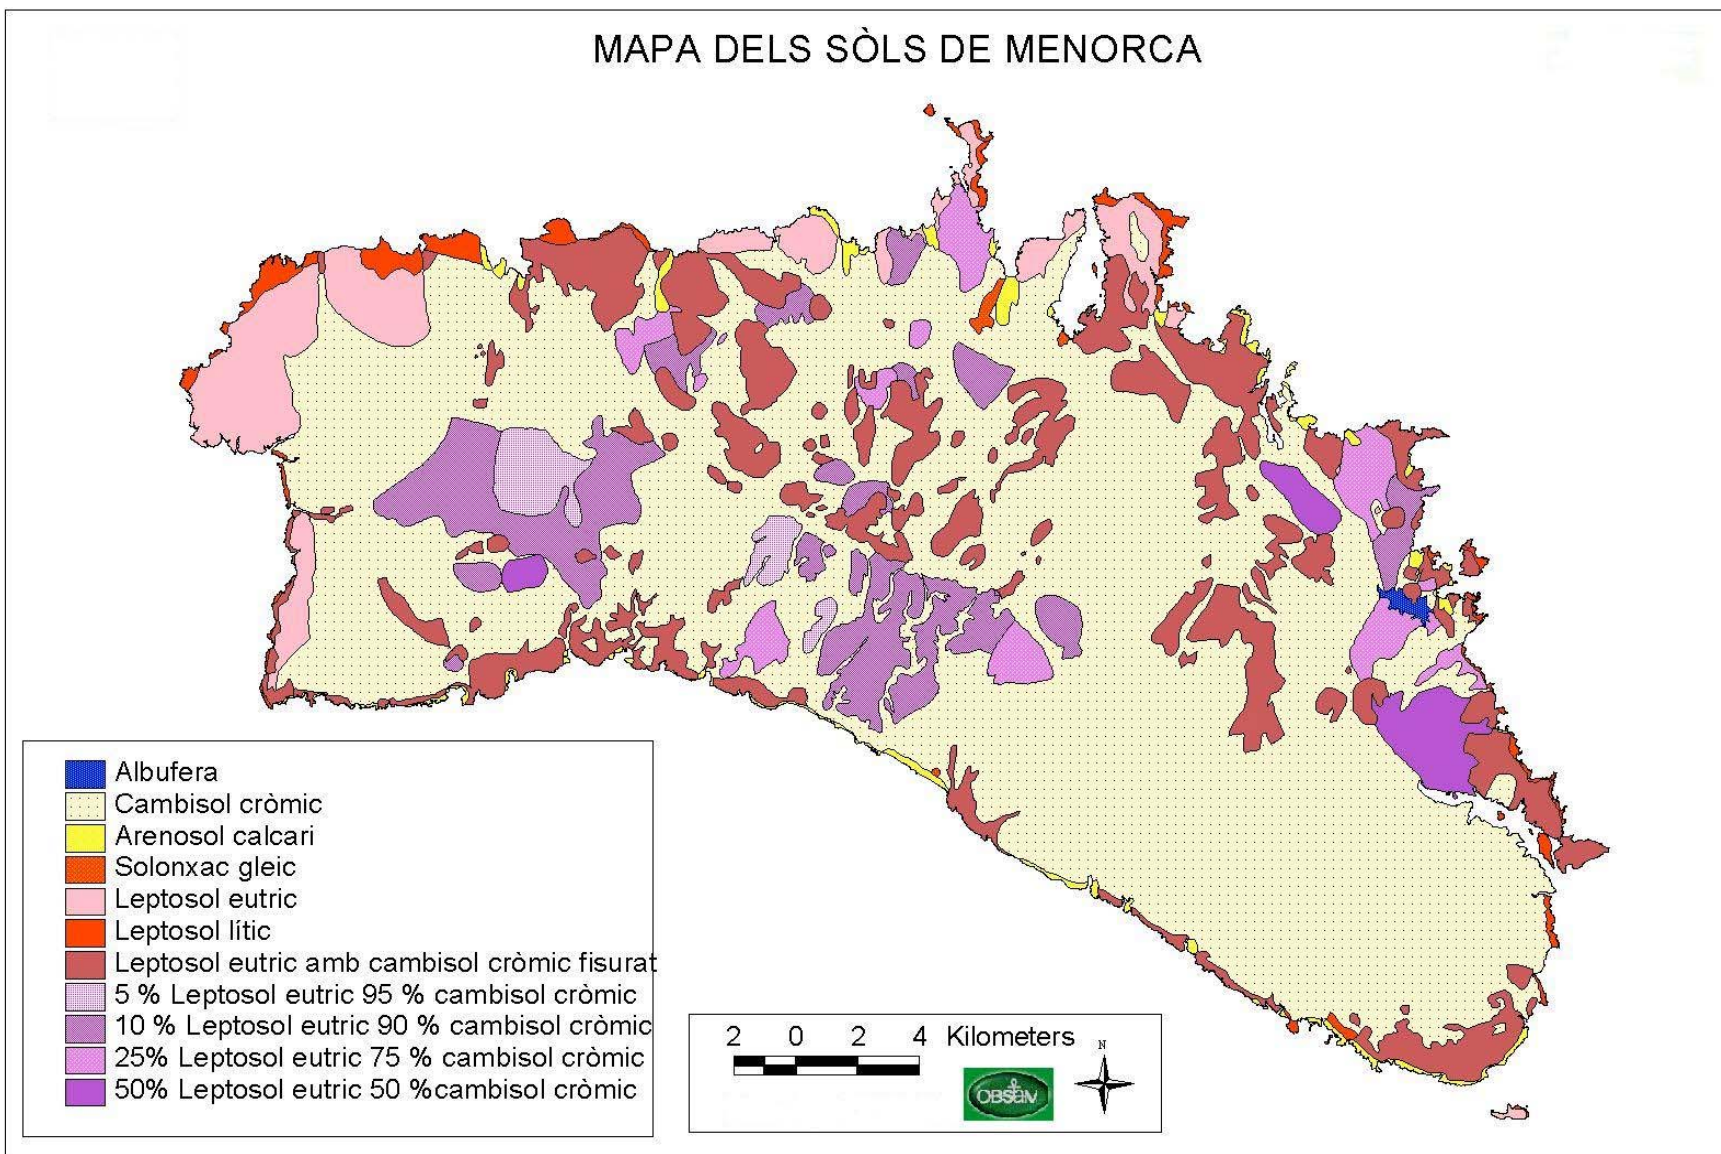 MAPA DELS SÒLS DE MENORCA
Albufera
Cambisol cròmic
Arenosol calcari
Solonxac gleic
Leptosol eutric
Leptosol lític
Leptosol eutric amb cambisol cròmic fisurat
5 % Leptosol eutric 95 % cambisol cròmic
10 % Leptosol eutric 90 % cambisol cròmic
25% Leptosol eutric 75 % cambisol cròmic
50% Leptosol eutric 50 %cambisol cròmic
2 0 2 4 Kilometers
N
OBSAM